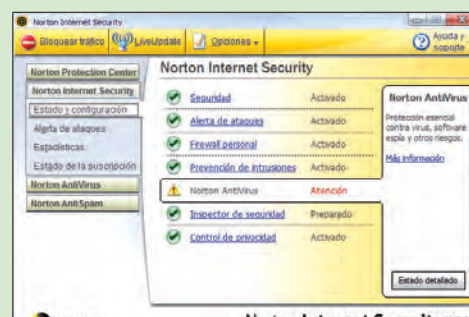 Norton Internet Security
Bloquear tráfico LiveUpdate Opciones Ayuda y soporte
Norton Protection Center
Norton Internet Security
Estado y configuración
Alerta de ataques
Estadísticas
Estado de la suscripción
Norton AntiVirus
Norton AntiSpam
Norton Internet Security
Seguridad Activado
Alerta de ataques Activado
Firewall personal Activado
Prevención de intrusiones Activado
Norton AntiVirus Atención
Inspector de seguridad Preparado
Control de privacidad Activado
Norton AntiVirus
Protección esencial
contra virus, software
espía y otros riesgos.
Más información
Estado detallado
Norton Internet Security